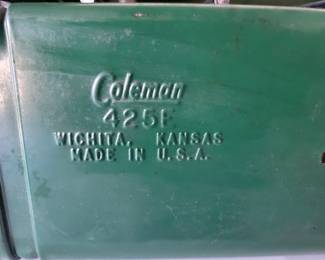 Coleman
425E
WICHITA, KANSAS
MADE IN U.S.A.